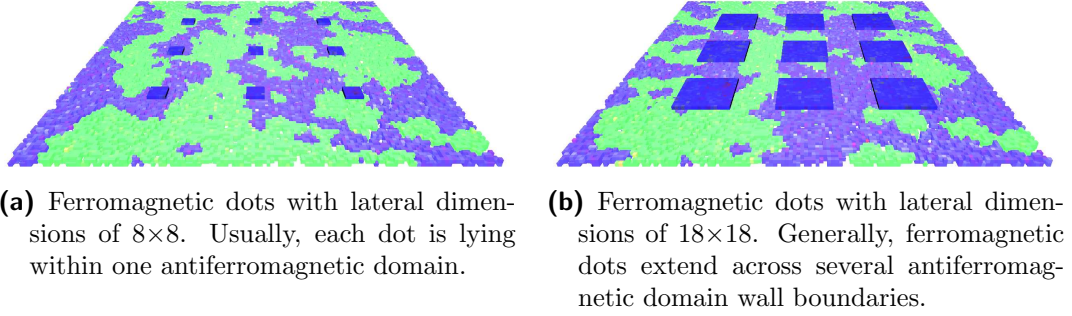 (a) Ferromagnetic dots with lateral dimen-
sions of 8×8. Usually, each dot is lying
within one antiferromagnetic domain.
(b) Ferromagnetic dots with lateral dimen-
sions of 18×18. Generally, ferromagnetic
dots extend across several antiferromag-
netic domain wall boundaries.